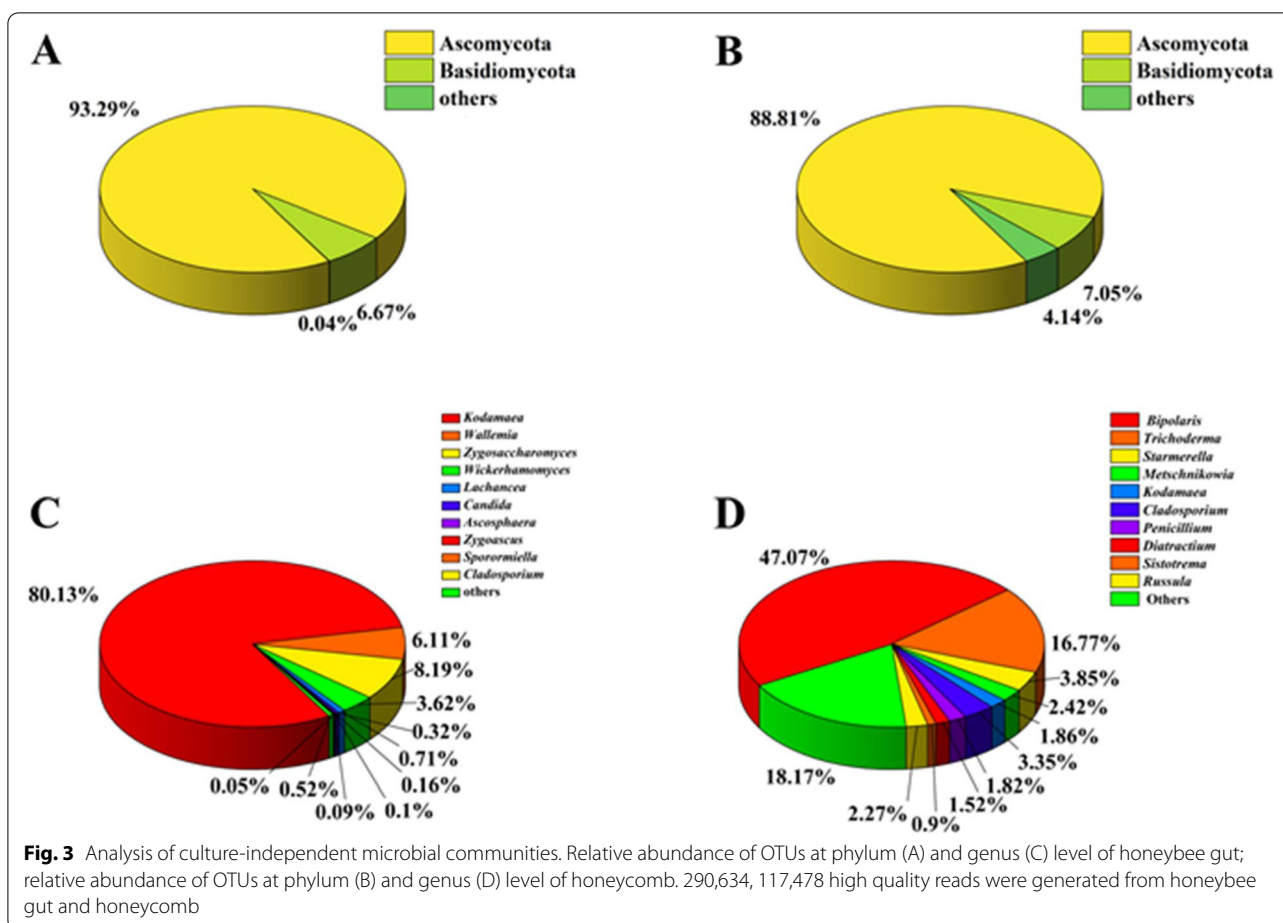 A
Ascomycota
Basidiomycota
others
93.29%
0.04%
6.67%
B
Ascomycota
Basidiomycota
others
88.81%
7.05%
4.14%
C
Kodamaea
Wallemia
Zygosaccharomyces
Wickerhamomyces
Lachancea
Candida
Ascosphaera
Zygoascus
Sporormiella
Cladosporium
others
80.13%
6.11%
8.19%
3.62%
0.32%
0.71%
0.16%
0.1%
0.09%
0.52%
0.05%
D
Bipolaris
Trichoderma
Starmerella
Metschnikowia
Kodamaea
Cladosporium
Penicillium
Diatractium
Sistotrema
Russula
Others
47.07%
16.77%
3.85%
2.42%
1.86%
3.35%
1.82%
1.52%
0.9%
2.27%
18.17%
Fig. 3 Analysis of culture-independent microbial communities. Relative abundance of OTUs at phylum (A) and genus (C) level of honeybee gut;
relative abundance of OTUs at phylum (B) and genus (D) level of honeycomb. 290,634, 117,478 high quality reads were generated from honeybee
gut and honeycomb